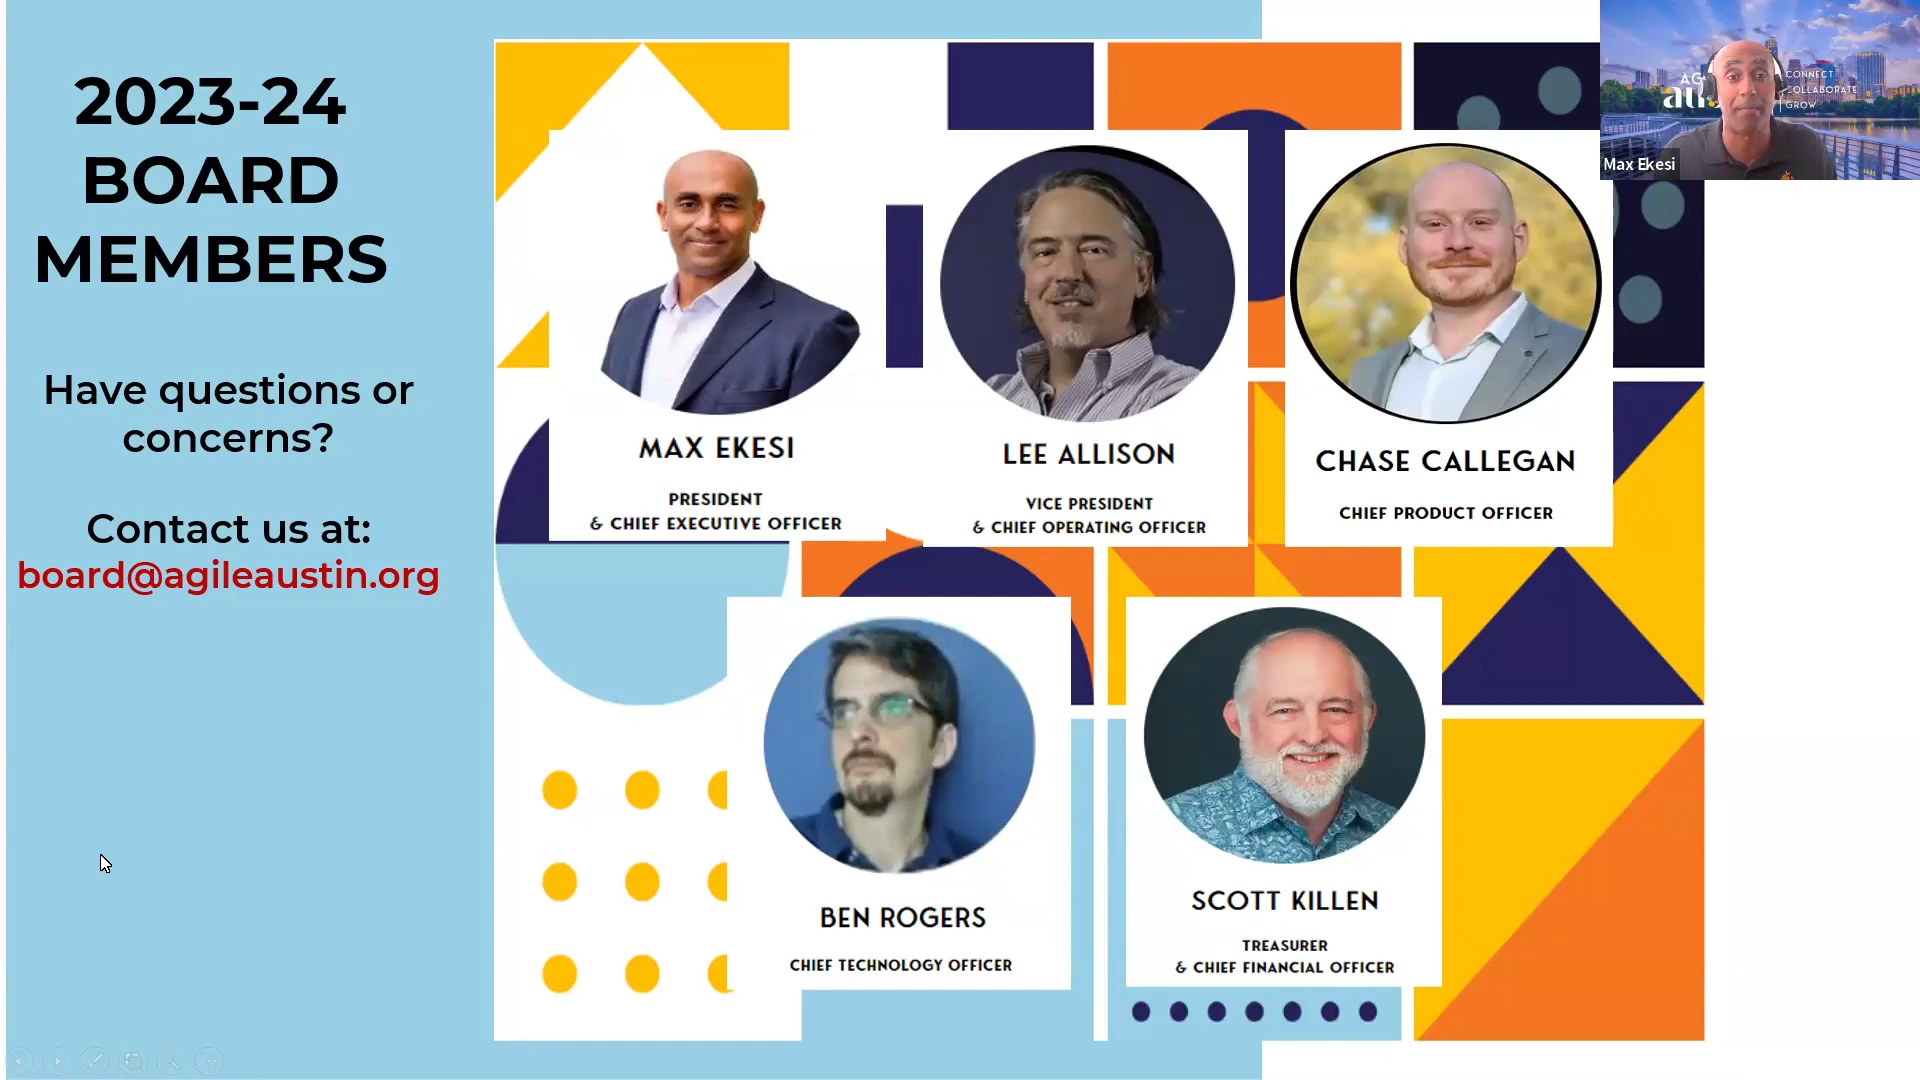 2023-24
BOARD
MEMBERS
Have questions or
concerns?
Contact us at:
board@agileaustin.org
MAX EKESI
PRESIDENT
& CHIEF EXECUTIVE OFFICER
LEE ALLISON
VICE PRESIDENT
& CHIEF OPERATING OFFICER
CHASE CALLEGAN
CHIEF PRODUCT OFFICER
BEN ROGERS
CHIEF TECHNOLOGY OFFICER
SCOTT KILLEN
TREASURER
& CHIEF FINANCIAL OFFICER
CONNECT
COLLABORATE
GROW
Max Ekesi